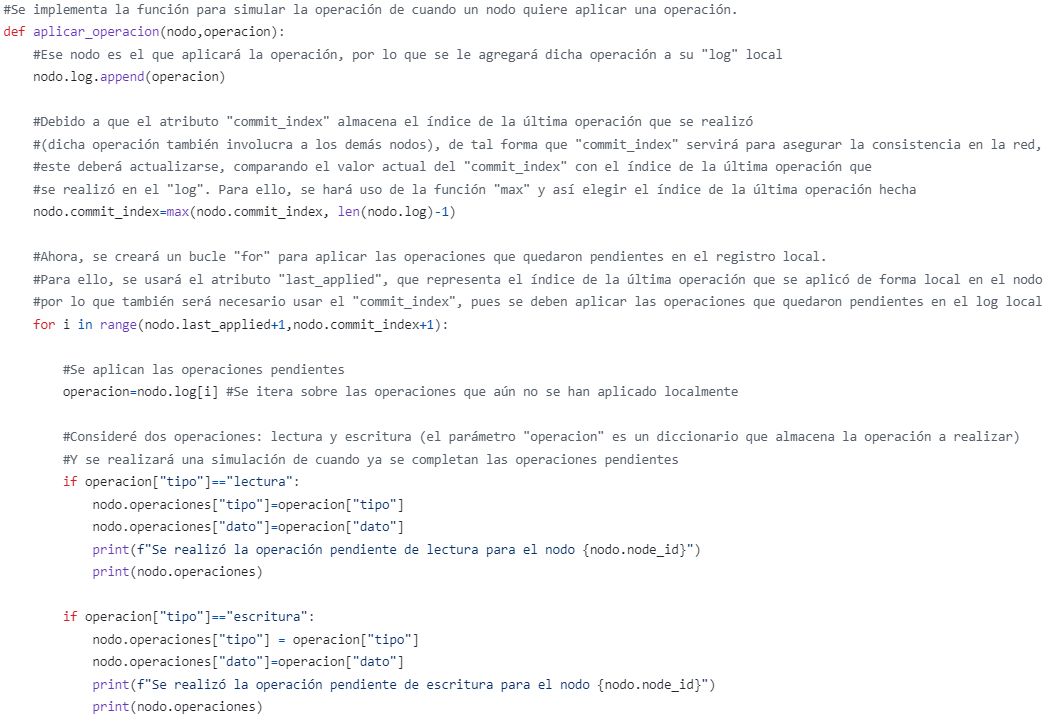 #Se implementa la función para simular la operación de cuando un nodo quiere aplicar una operación.
def aplicar_operacion(nodo,operacion):
    #Ese nodo es el que aplicará la operación, por lo que se le agregará dicha operación a su "log" local
    nodo.log.append(operacion)

    #Debido a que el atributo "commit_index" almacena el índice de la última operación que se realizó
    #(dicha operación también involucra a los demás nodos), de tal forma que "commit_index" servirá para asegurar la consistencia en la red,
    #este deberá actualizarse, comparando el valor actual del "commit_index" con el índice de la última operación que
    #se realizó en el "log". Para ello, se hará uso de la función "max" y así elegir el índice de la última operación hecha
    nodo.commit_index=max(nodo.commit_index, len(nodo.log)-1)

    #Ahora, se creará un bucle "for" para aplicar las operaciones que quedaron pendientes en el registro local.
    #Para ello, se usará el atributo "last_applied", que representa el índice de la última operación que se aplicó de forma local en el nodo
    #por lo que también será necesario usar el "commit_index", pues se deben aplicar las operaciones que quedaron pendientes en el log local
    for i in range(nodo.last_applied+1,nodo.commit_index+1):

        #Se aplican las operaciones pendientes
        operacion=nodo.log[i] #Se itera sobre las operaciones que aún no se han aplicado localmente

        #Consideré dos operaciones: lectura y escritura (el parámetro "operacion" es un diccionario que almacena la operación a realizar)
        #Y se realizará una simulación de cuando ya se completan las operaciones pendientes
        if operacion["tipo"]=="lectura":
            nodo.operaciones["tipo"]=operacion["tipo"]
            nodo.operaciones["dato"]=operacion["dato"]
            print(f"Se realizó la operación pendiente de lectura para el nodo {nodo.node_id}")
            print(nodo.operaciones)

        if operacion["tipo"]=="escritura":
            nodo.operaciones["tipo"] = operacion["tipo"]
            nodo.operaciones["dato"]=operacion["dato"]
            print(f"Se realizó la operación pendiente de escritura para el nodo {nodo.node_id}")
            print(nodo.operaciones)